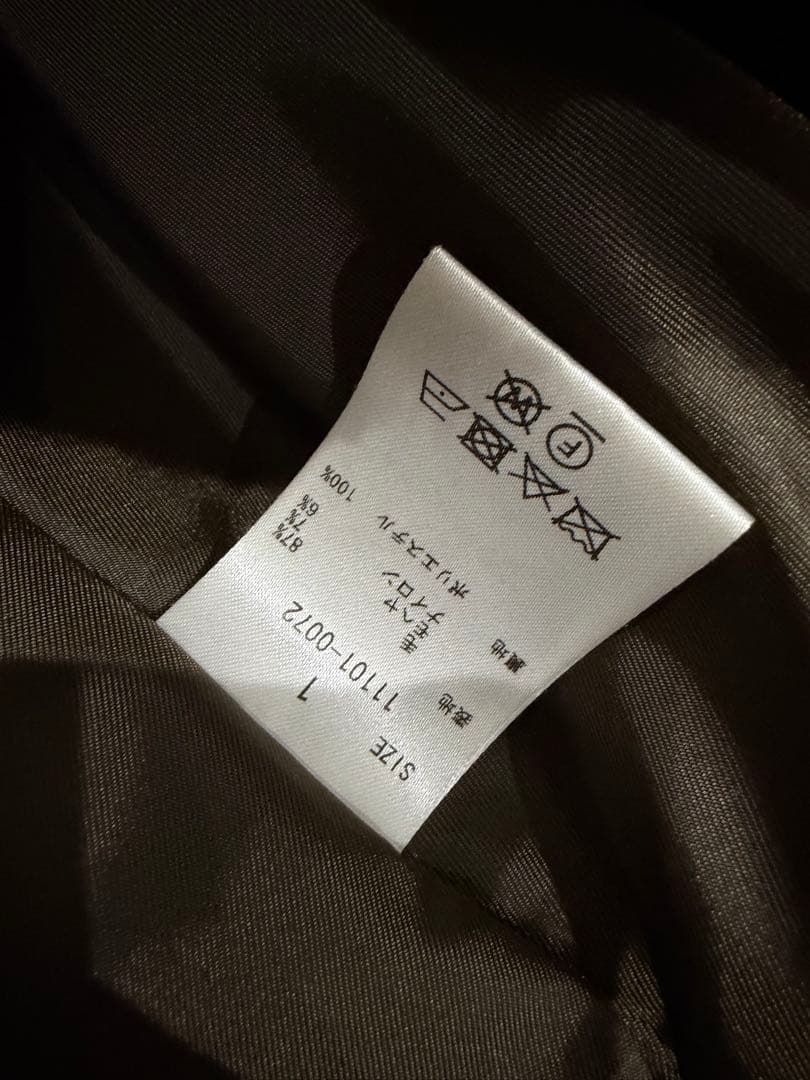 SIZE 1
11101-0072
表地 毛 87%
モヘヤ 7%
ナイロン 6%
裏地 ポリエステル 100%
F
W